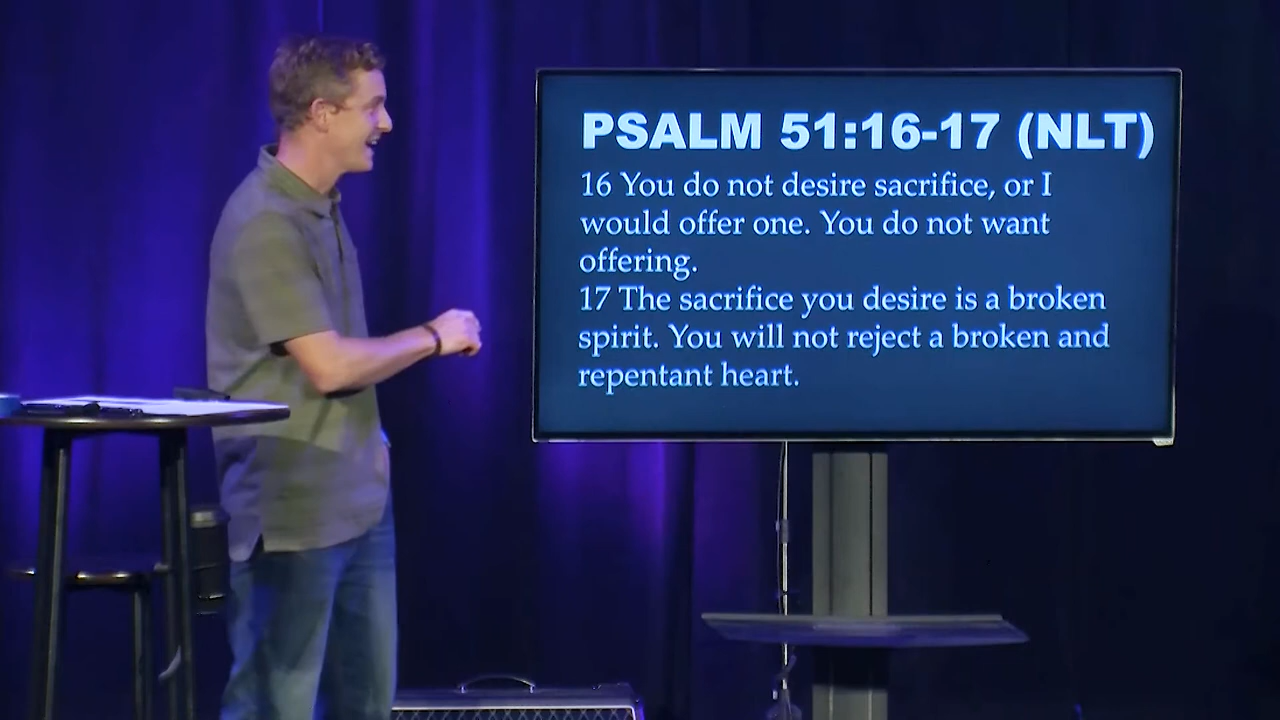 PSALM 51:16-17 (NLT)
16 You do not desire sacrifice, or I
would offer one. You do not want
offering.
17 The sacrifice you desire is a broken
spirit. You will not reject a broken and
repentant heart.